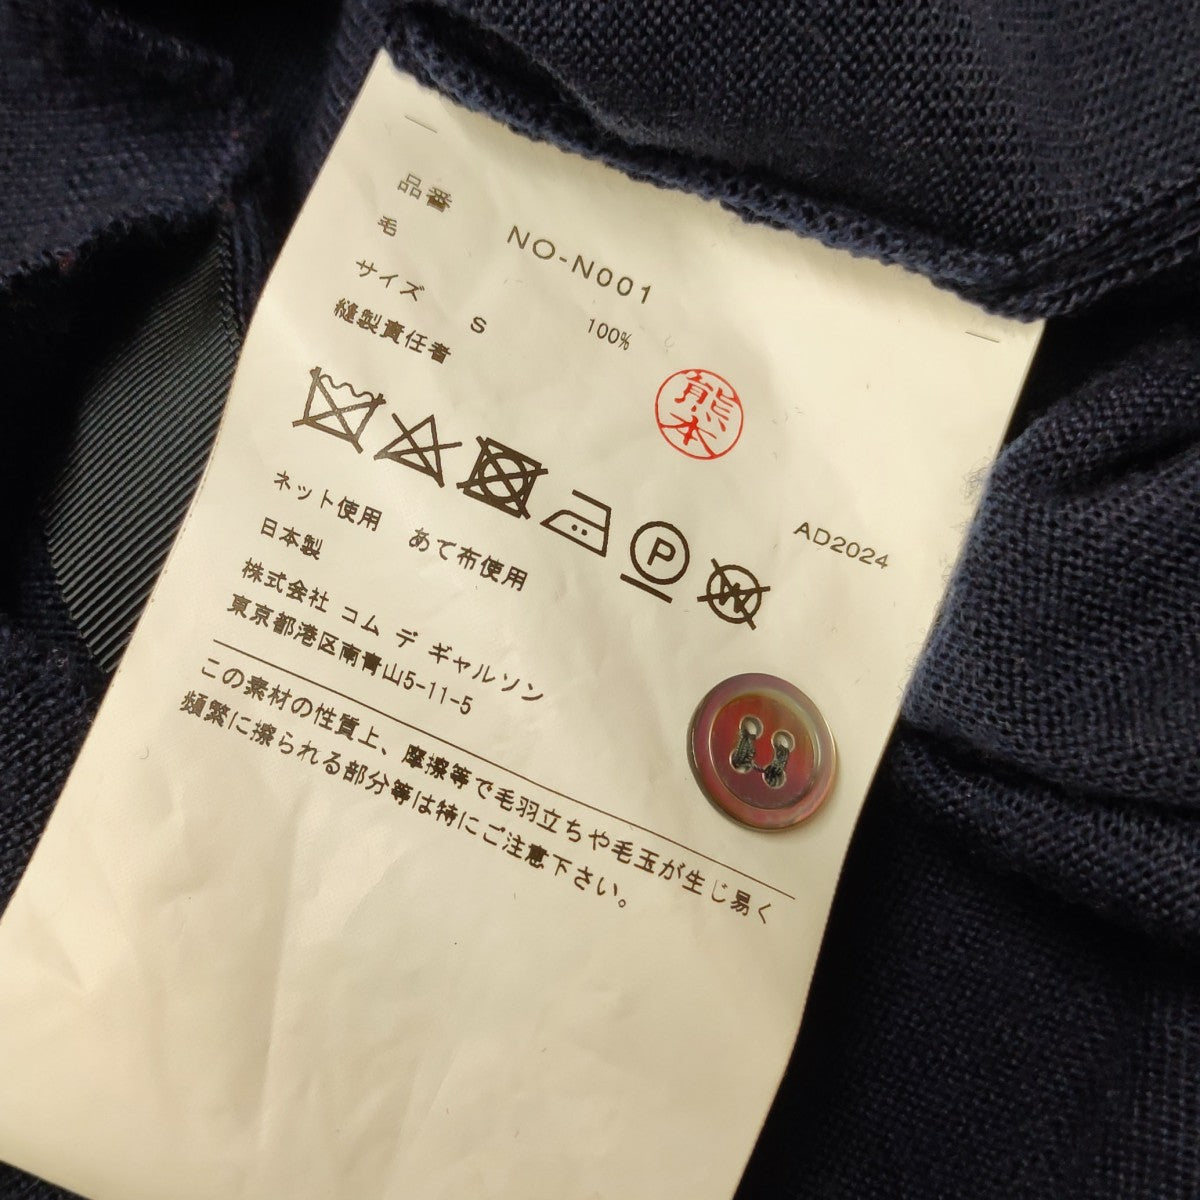 品番 NO-N001
毛 100%
サイズ S
縫製責任者 熊本
AD2024
P
W
ネット使用 あて布使用
日本製
株式会社 コム デ ギャルソン
東京都港区南青山5-11-5
この素材の性質上、摩擦等で毛羽立ちや毛玉が生じ易く
頻繁に擦られる部分等は特にご注意下さい。